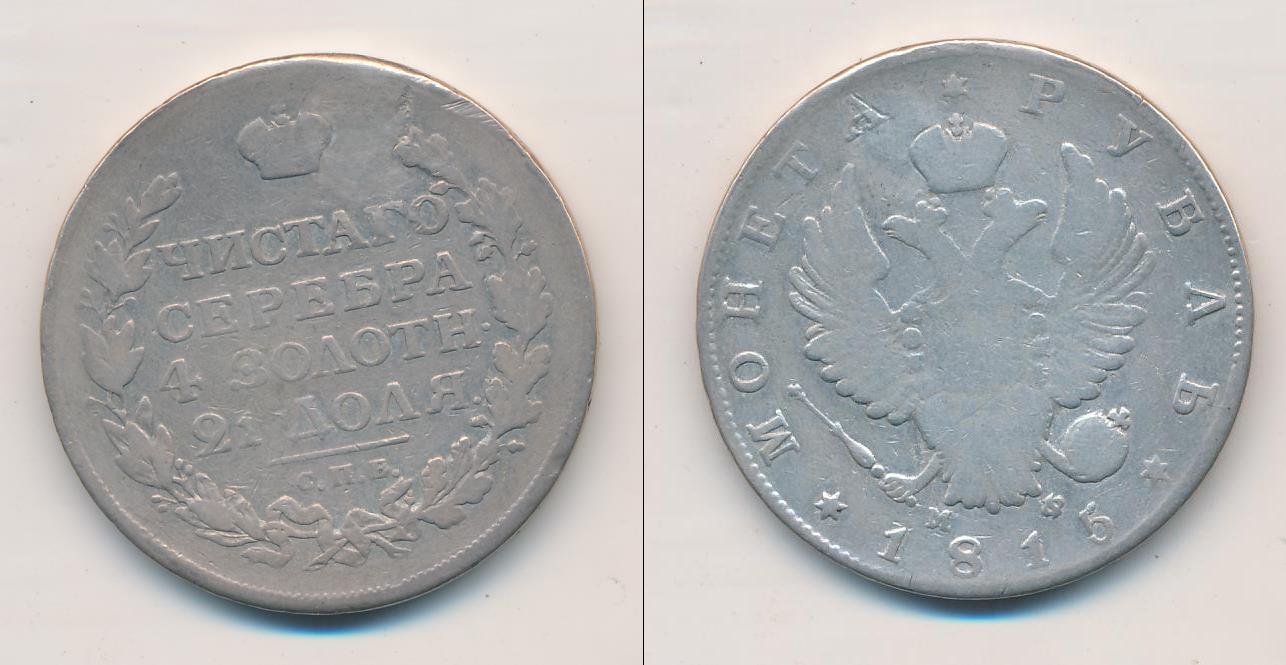 ЧИСТАГО
СЕРЕБРА
4 ЗОЛОТН.
21 ДОЛЯ.
С.П.Б.
МОНЕТА РУБЛЬ
М Ф
1815